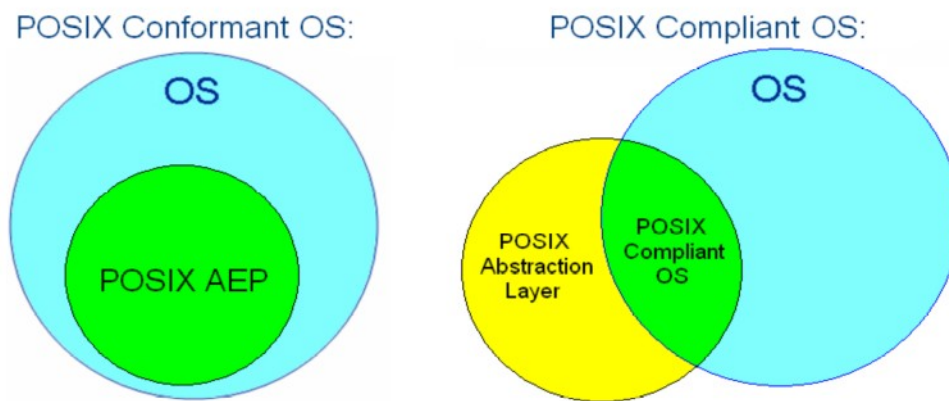 POSIX Conformant OS:
OS
POSIX AEP
POSIX Compliant OS:
OS
POSIX
Abstraction
Layer
POSIX
Compliant
OS